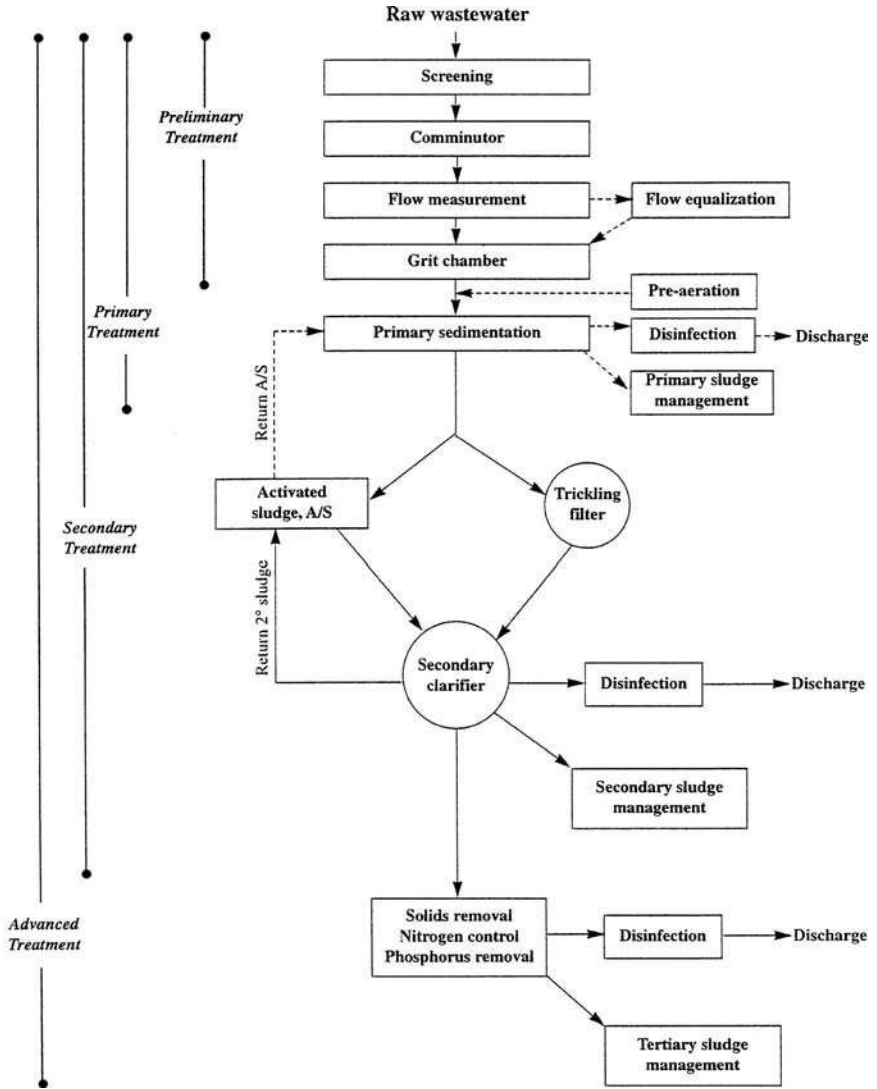 Raw wastewater
Screening
Preliminary
Treatment
Comminutor
Flow measurement
Flow equalization
Grit chamber
Pre-aeration
Primary
Treatment
Primary sedimentation
Disinfection
Discharge
Primary sludge
management
Return A/S
Activated
sludge, A/S
Trickling
filter
Secondary
Treatment
Return 2° sludge
Secondary
clarifier
Disinfection
Discharge
Secondary sludge
management
Advanced
Treatment
Solids removal
Nitrogen control
Phosphorus removal
Disinfection
Discharge
Tertiary sludge
management